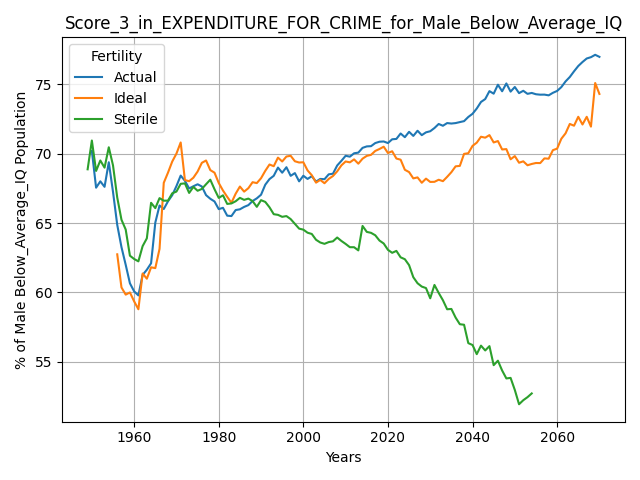 Score_3_in_EXPENDITURE_FOR_CRIME_for_Male_Below_Average_IQ
Fertility
Actual
Ideal
Sterile
% of Male Below_Average_IQ Population
75
70
65
60
55
1960
1980
2000
2020
2040
2060
Years